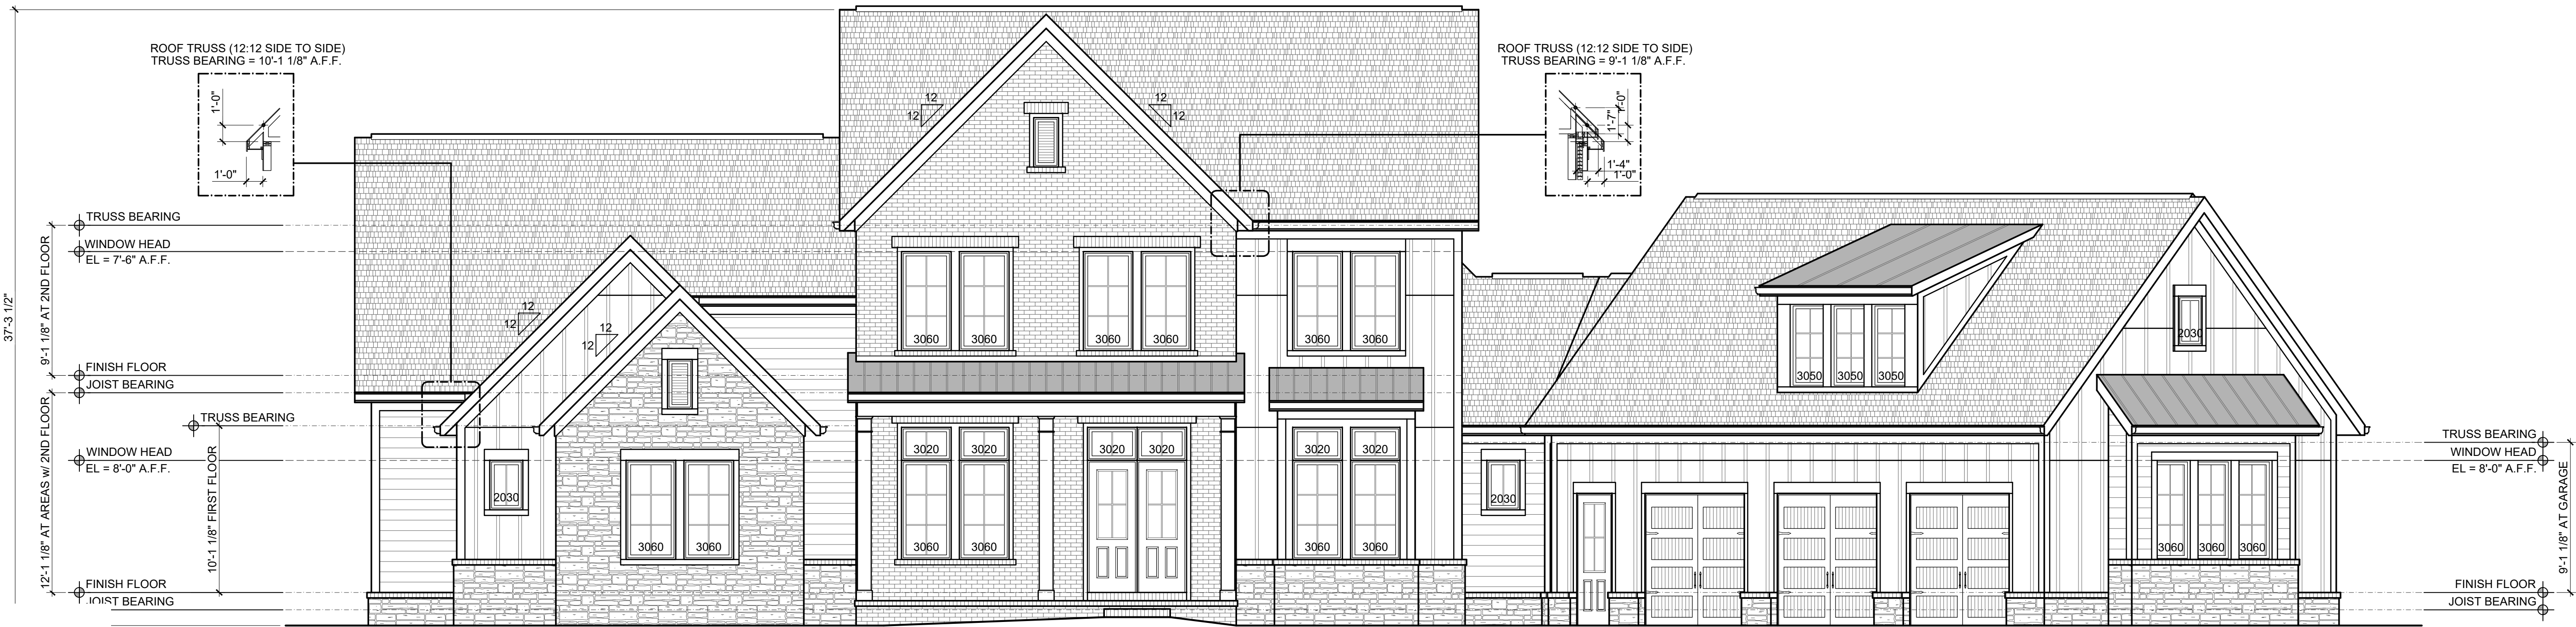 ROOF TRUSS (12:12 SIDE TO SIDE)
TRUSS BEARING = 10'-1 1/8" A.F.F.
1'-0"
1'-0"
ROOF TRUSS (12:12 SIDE TO SIDE)
TRUSS BEARING = 9'-1 1/8" A.F.F.
1'-0"
1'-7"
1'-4"
1'-0"
12
12
12
12
37'-3 1/2"
TRUSS BEARING
WINDOW HEAD
EL = 7'-6" A.F.F.
9'-1 1/8" AT 2ND FLOOR
FINISH FLOOR
JOIST BEARING
TRUSS BEARING
WINDOW HEAD
EL = 8'-0" A.F.F.
12'-1 1/8" AT AREAS w/ 2ND FLOOR
10'-1 1/8" FIRST FLOOR
FINISH FLOOR
JOIST BEARING
12
12
12
12
3060 3060 3060 3060 3060 3060
2030
3050 3050 3050
3020 3020 3020 3020 3020 3020
2030
2030
3060 3060 3060 3060 3060 3060 3060 3060 3060
TRUSS BEARING
WINDOW HEAD
EL = 8'-0" A.F.F.
9'-1 1/8" AT GARAGE
FINISH FLOOR
JOIST BEARING